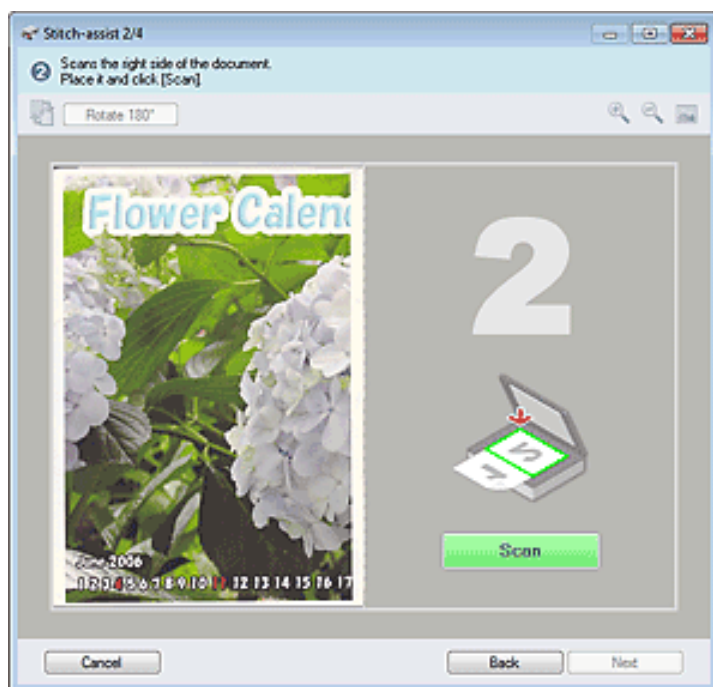 Stitch-assist 2/4
2 Scans the right side of the document.
Place it and click [Scan]
Rotate 180°
Flower Calend
2
June 2006
1 2 3 4 5 6 7 8 9 10 11 12 13 14 15 16 17
Scan
Cancel
Back
Next